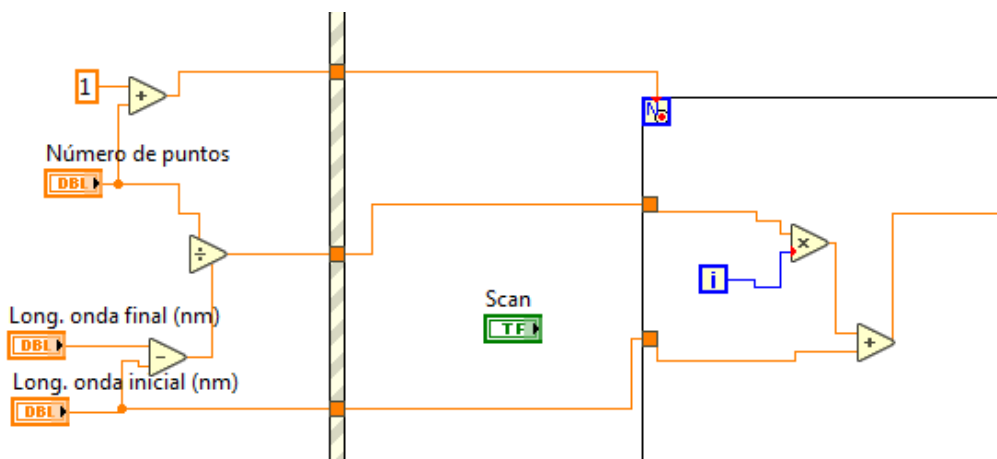 1
+
Número de puntos
DBL
÷
Long. onda final (nm)
DBL
−
Long. onda inicial (nm)
DBL
Scan
TF
N
i
×
+